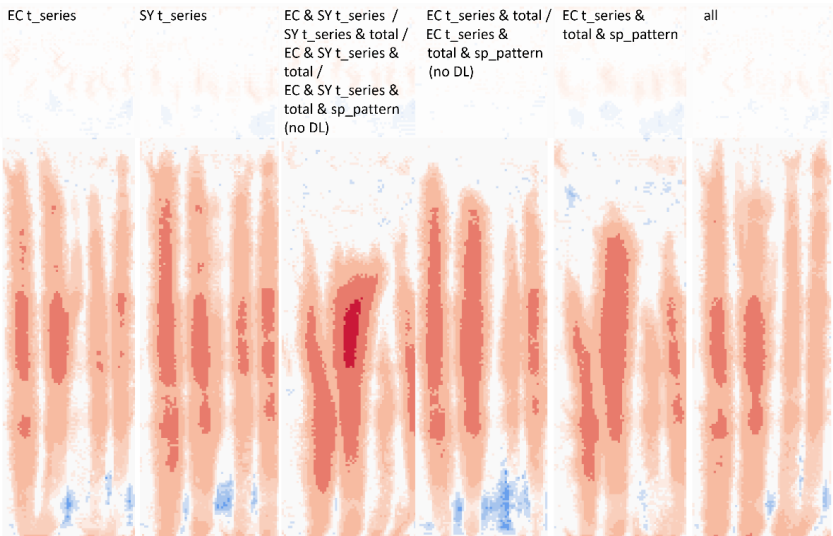 EC t_series
SY t_series
EC & SY t_series /
SY t_series & total /
EC & SY t_series &
total /
EC & SY t_series &
total & sp_pattern
(no DL)
EC t_series & total /
EC t_series &
total & sp_pattern
(no DL)
EC t_series &
total & sp_pattern
all